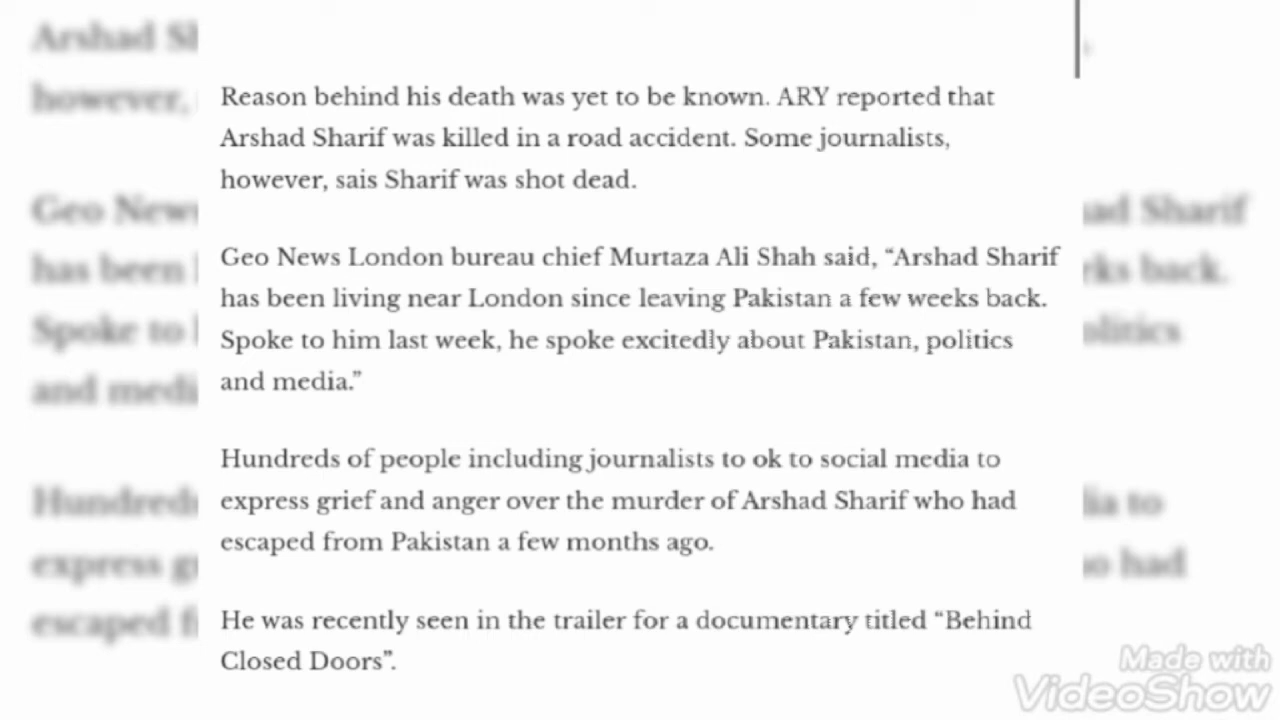 Reason behind his death was yet to be known. ARY reported that
Arshad Sharif was killed in a road accident. Some journalists,
however, sais Sharif was shot dead.
Geo News London bureau chief Murtaza Ali Shah said, “Arshad Sharif
has been living near London since leaving Pakistan a few weeks back.
Spoke to him last week, he spoke excitedly about Pakistan, politics
and media.”
Hundreds of people including journalists to ok to social media to
express grief and anger over the murder of Arshad Sharif who had
escaped from Pakistan a few months ago.
He was recently seen in the trailer for a documentary titled “Behind
Closed Doors”.
Made with
VideoShow